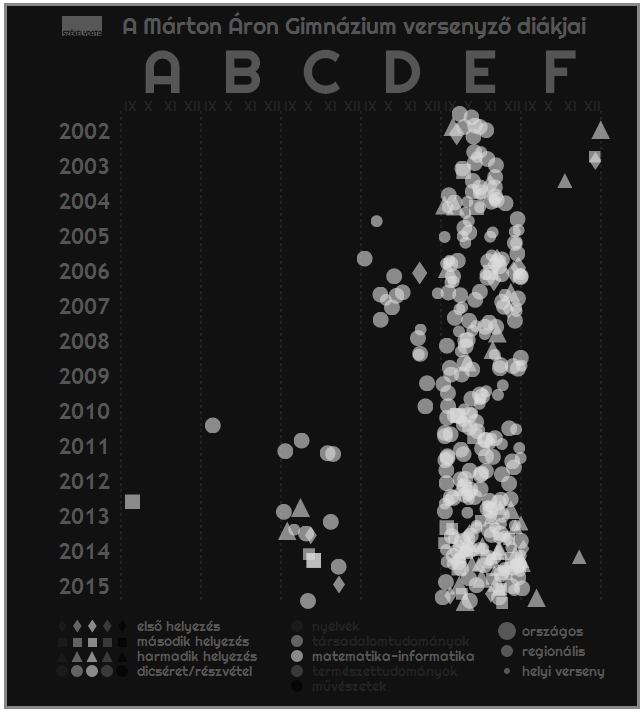 SZÉKELYDATA
A Márton Áron Gimnázium versenyző diákjai
A B C D E F
IX X XI XII IX X XI XII IX X XI XII IX X XI XII IX X XI XII IX X XI XII
2002
2003
2004
2005
2006
2007
2008
2009
2010
2011
2012
2013
2014
2015
első helyezés
második helyezés
harmadik helyezés
dicséret/részvétel
nyelvek
társadalomtudományok
matematika-informatika
természettudományok
művészetek
országos
regionális
helyi verseny